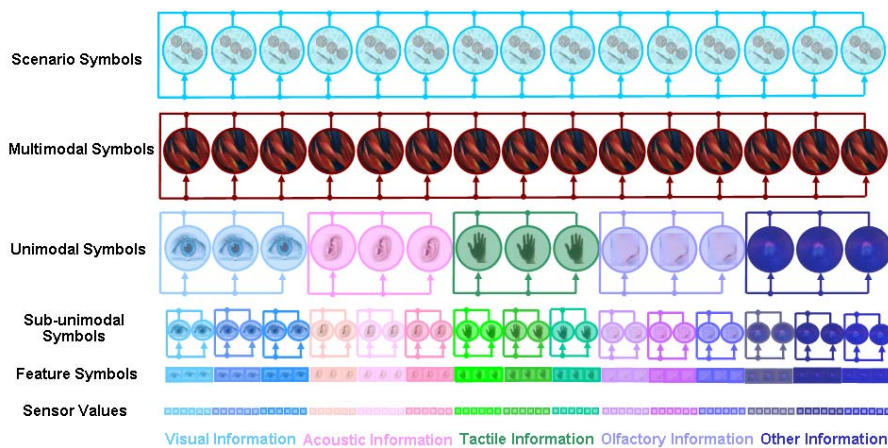 Scenario Symbols
Multimodal Symbols
Unimodal Symbols
Sub-unimodal
Symbols
Feature Symbols
Sensor Values
Visual Information Acoustic Information Tactile Information Olfactory Information Other Information